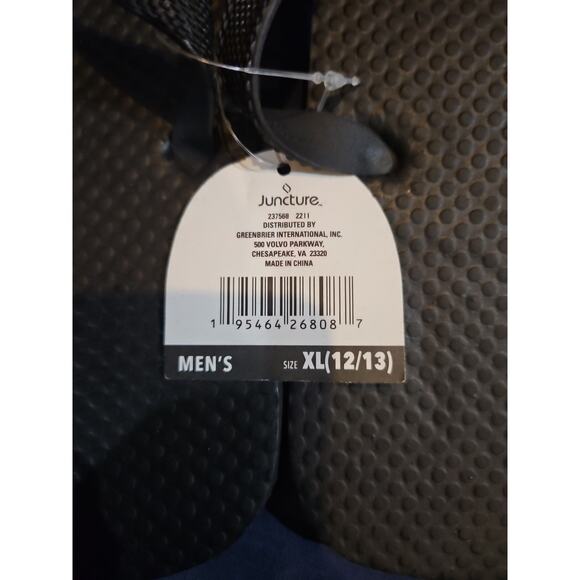 Juncture™
237568 2211
DISTRIBUTED BY
GREENBRIER INTERNATIONAL, INC.
500 VOLVO PARKWAY,
CHESAPEAKE, VA 23320
MADE IN CHINA
1 95464 26808 7
MEN'S SIZE XL(12/13)